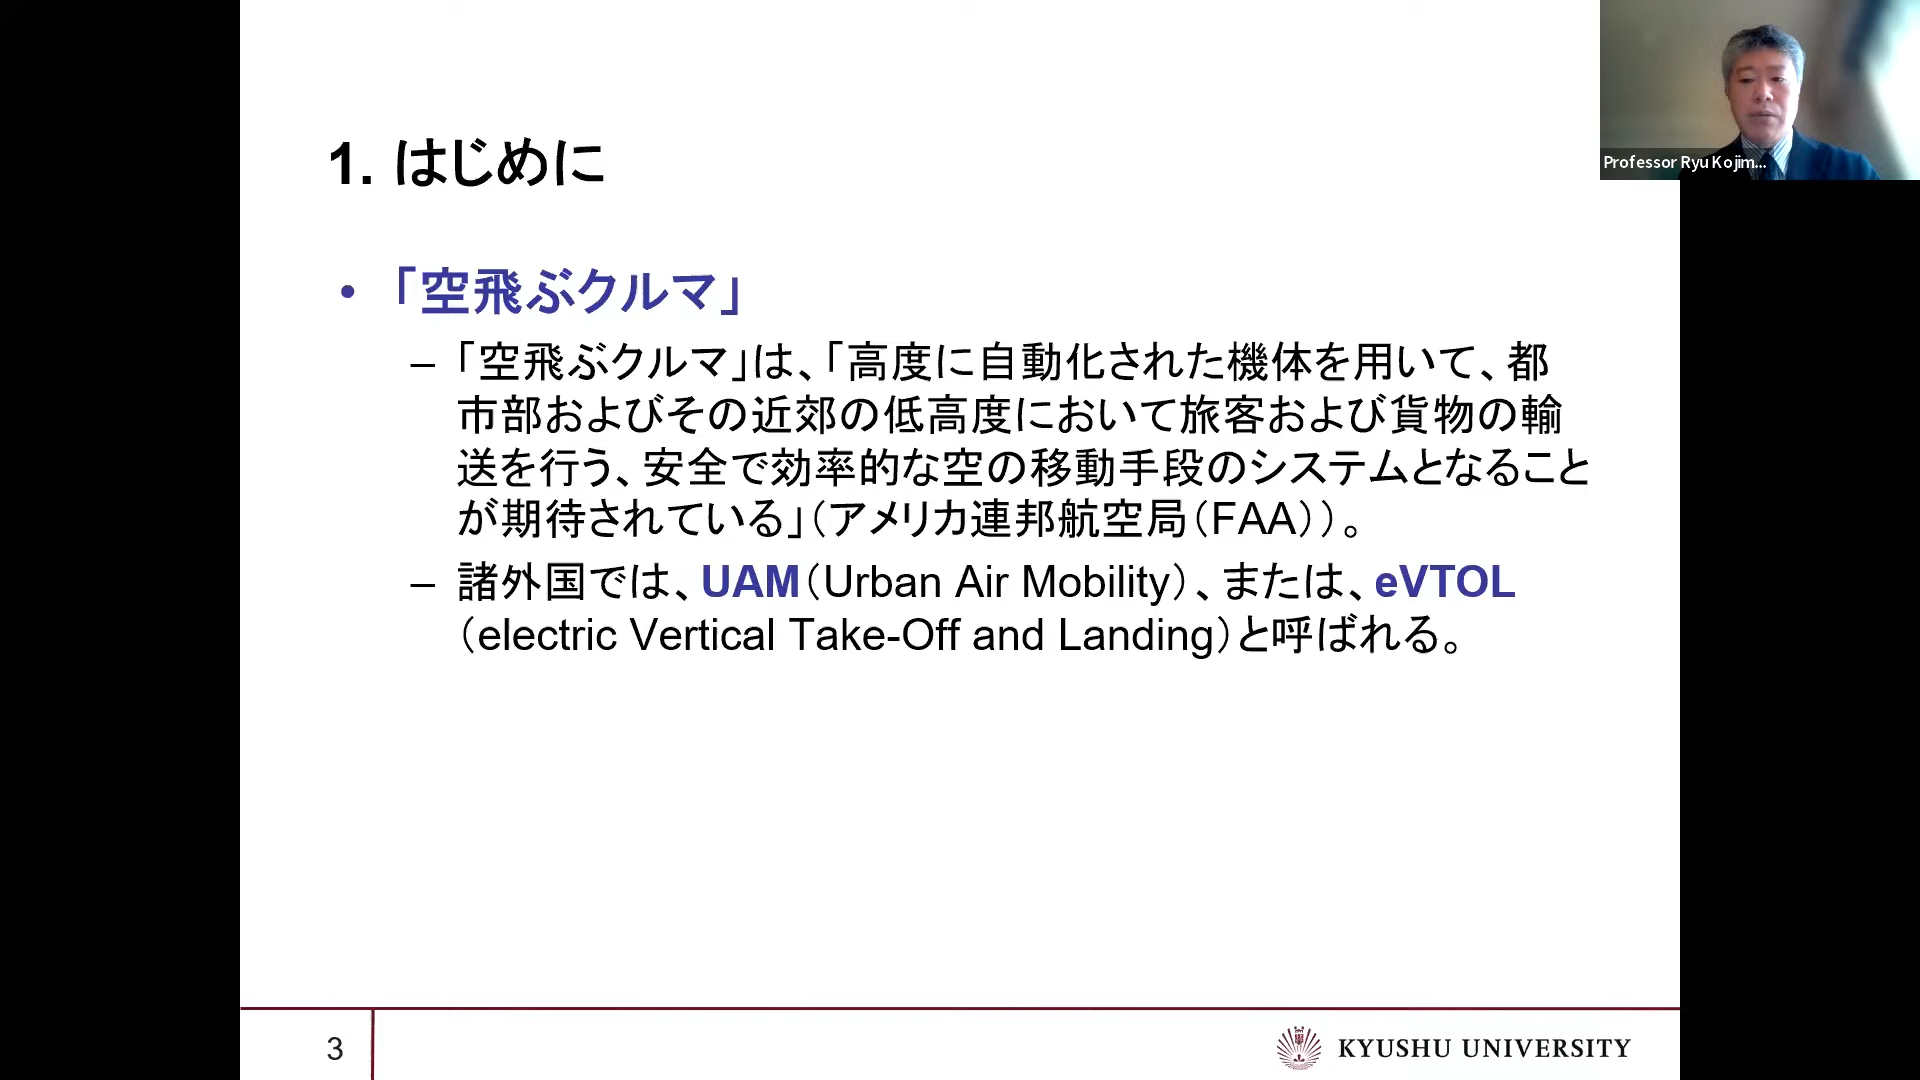 1. はじめに
Professor Ryu Kojim...
• 「空飛ぶクルマ」
– 「空飛ぶクルマ」は、「高度に自動化された機体を用いて、都
市部およびその近郊の低高度において旅客および貨物の輸
送を行う、安全で効率的な空の移動手段のシステムとなること
が期待されている」（アメリカ連邦航空局（FAA））。
– 諸外国では、UAM（Urban Air Mobility）、または、eVTOL
（electric Vertical Take-Off and Landing）と呼ばれる。
3
KYUSHU UNIVERSITY